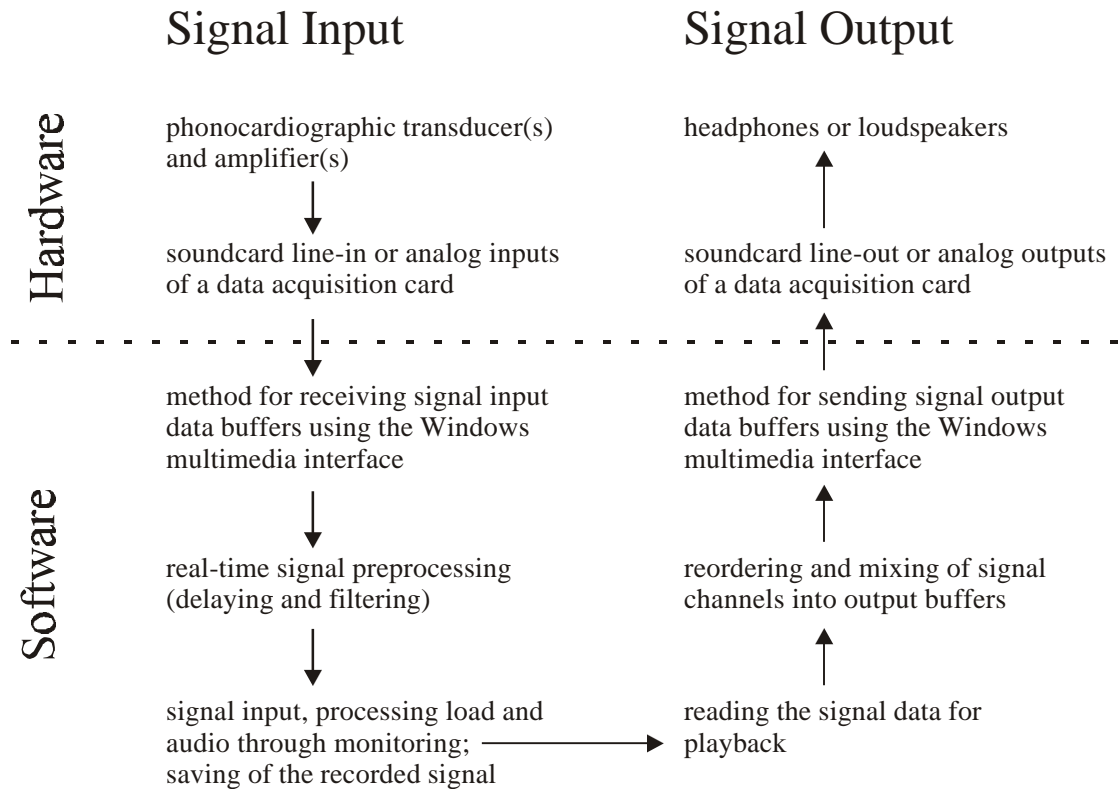 Signal Input
Signal Output
Hardware
phonocardiographic transducer(s)
and amplifier(s)
headphones or loudspeakers
soundcard line-in or analog inputs
of a data acquisition card
soundcard line-out or analog outputs
of a data acquisition card
Software
method for receiving signal input
data buffers using the Windows
multimedia interface
method for sending signal output
data buffers using the Windows
multimedia interface
real-time signal preprocessing
(delaying and filtering)
reordering and mixing of signal
channels into output buffers
signal input, processing load and
audio through monitoring;
saving of the recorded signal
reading the signal data for
playback